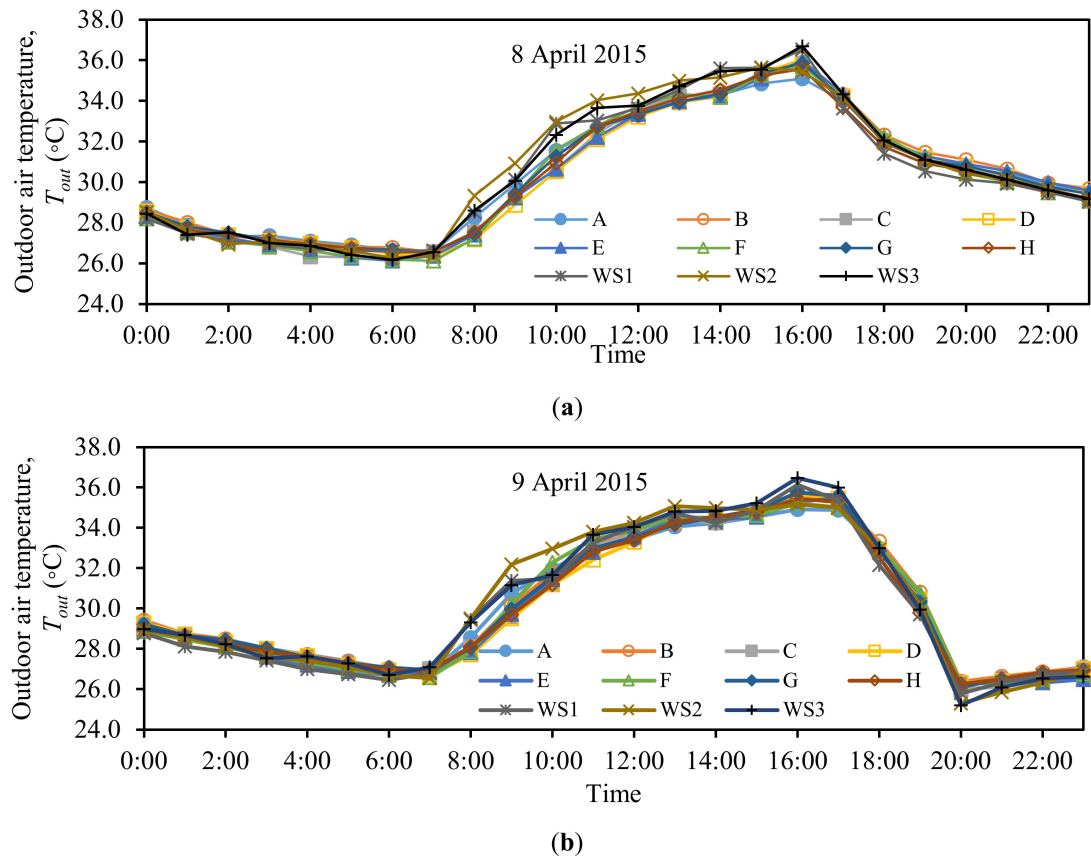 38.0
36.0
34.0
32.0
30.0
28.0
26.0
24.0
Outdoor air temperature,
T_out (∘C)
8 April 2015
A B C D
E F G H
WS1 WS2 WS3
0:00 2:00 4:00 6:00 8:00 10:00 12:00 14:00 16:00 18:00 20:00 22:00
Time
(a)
38.0
36.0
34.0
32.0
30.0
28.0
26.0
24.0
Outdoor air temperature,
T_out (∘C)
9 April 2015
A B C D
E F G H
WS1 WS2 WS3
0:00 2:00 4:00 6:00 8:00 10:00 12:00 14:00 16:00 18:00 20:00 22:00
Time
(b)